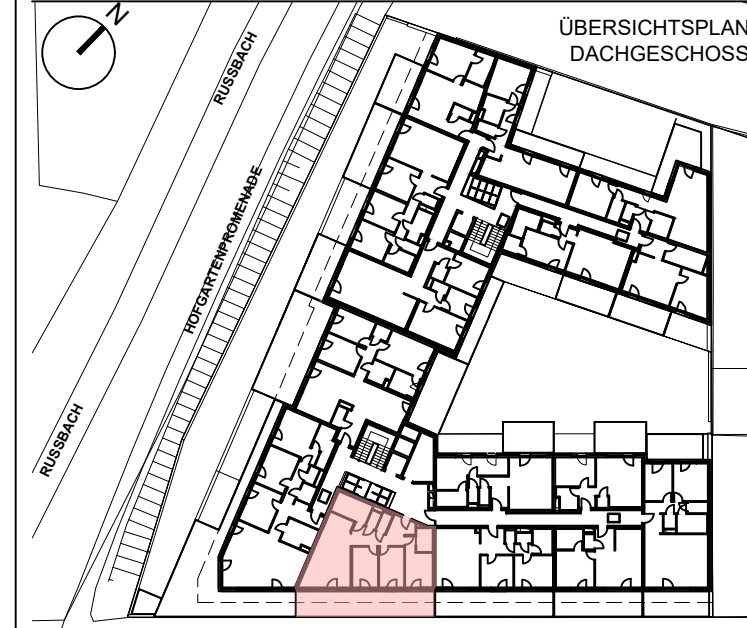 N
ÜBERSICHTSPLAN
DACHGESCHOSS
RUSSBACH
HOFGARTENPROMENADE
RUSSBACH